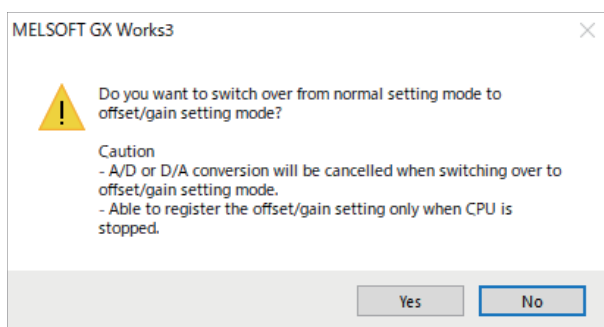 MELSOFT GX Works3
Do you want to switch over from normal setting mode to
offset/gain setting mode?
Caution
- A/D or D/A conversion will be cancelled when switching over to
offset/gain setting mode.
- Able to register the offset/gain setting only when CPU is
stopped.
Yes
No